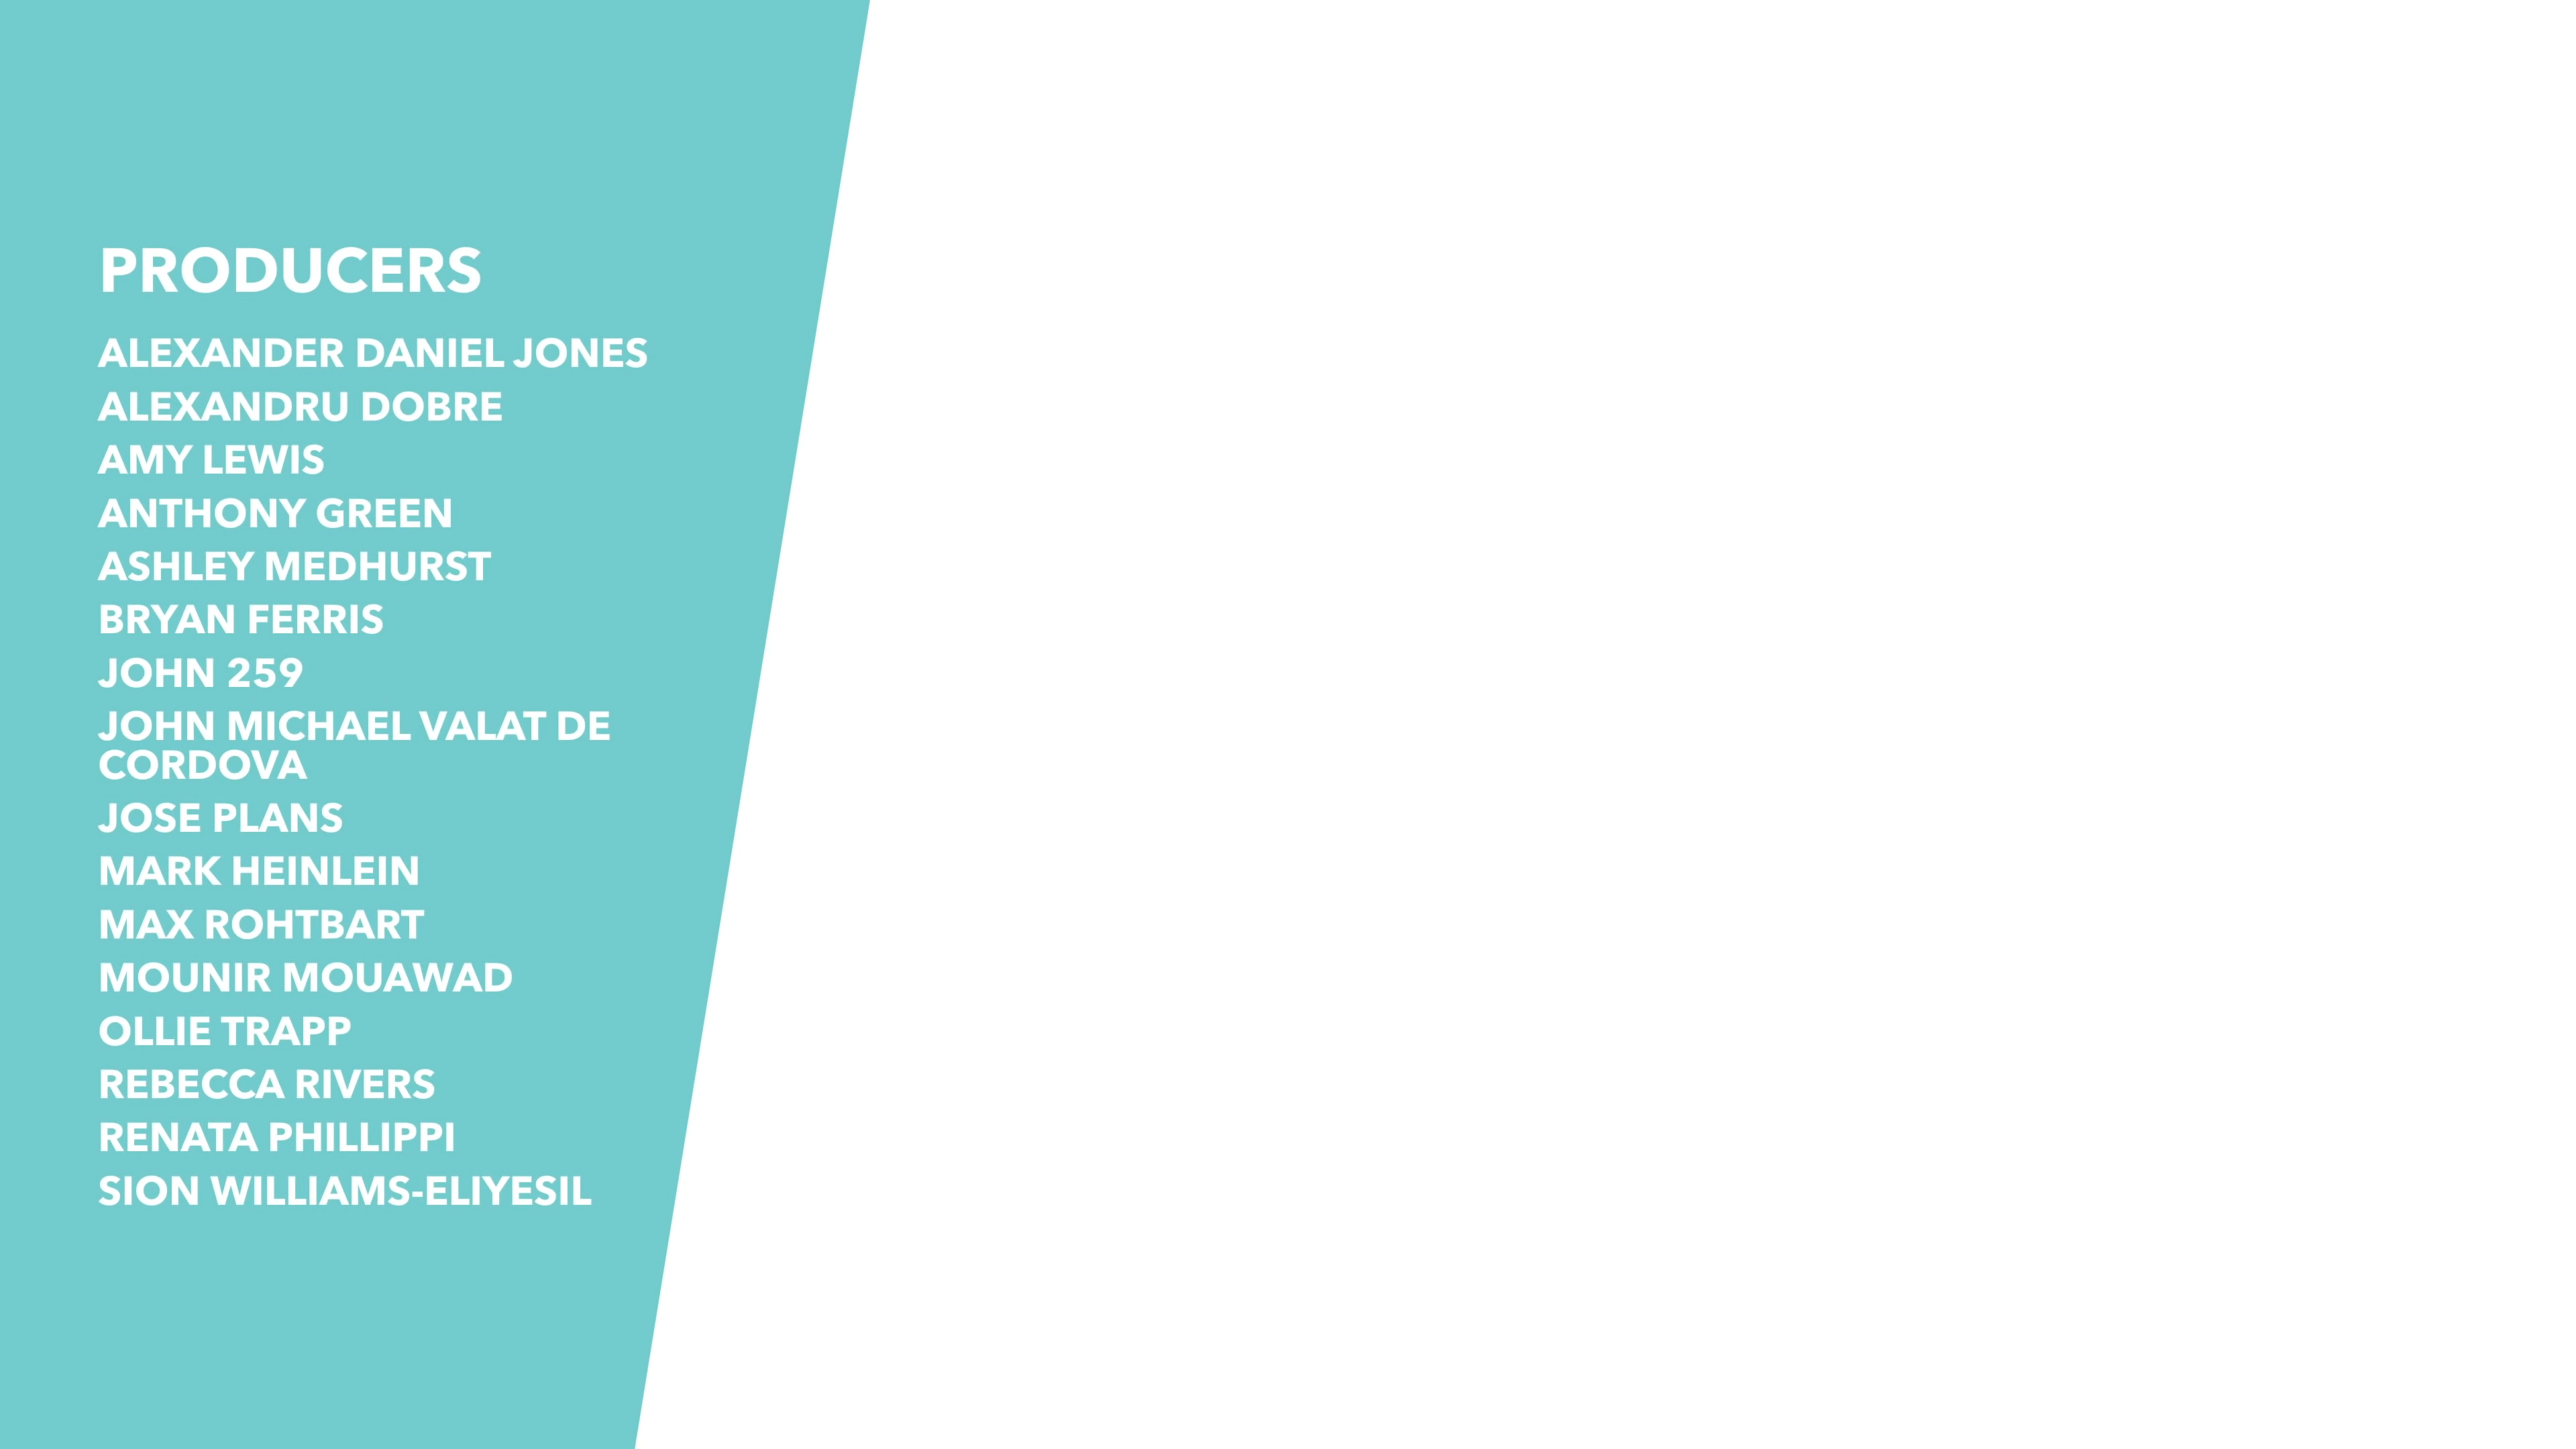 PRODUCERS
ALEXANDER DANIEL JONES
ALEXANDRU DOBRE
AMY LEWIS
ANTHONY GREEN
ASHLEY MEDHURST
BRYAN FERRIS
JOHN 259
JOHN MICHAEL VALAT DE
CORDOVA
JOSE PLANS
MARK HEINLEIN
MAX ROHTBART
MOUNIR MOUAWAD
OLLIE TRAPP
REBECCA RIVERS
RENATA PHILLIPPI
SION WILLIAMS-ELIYESIL